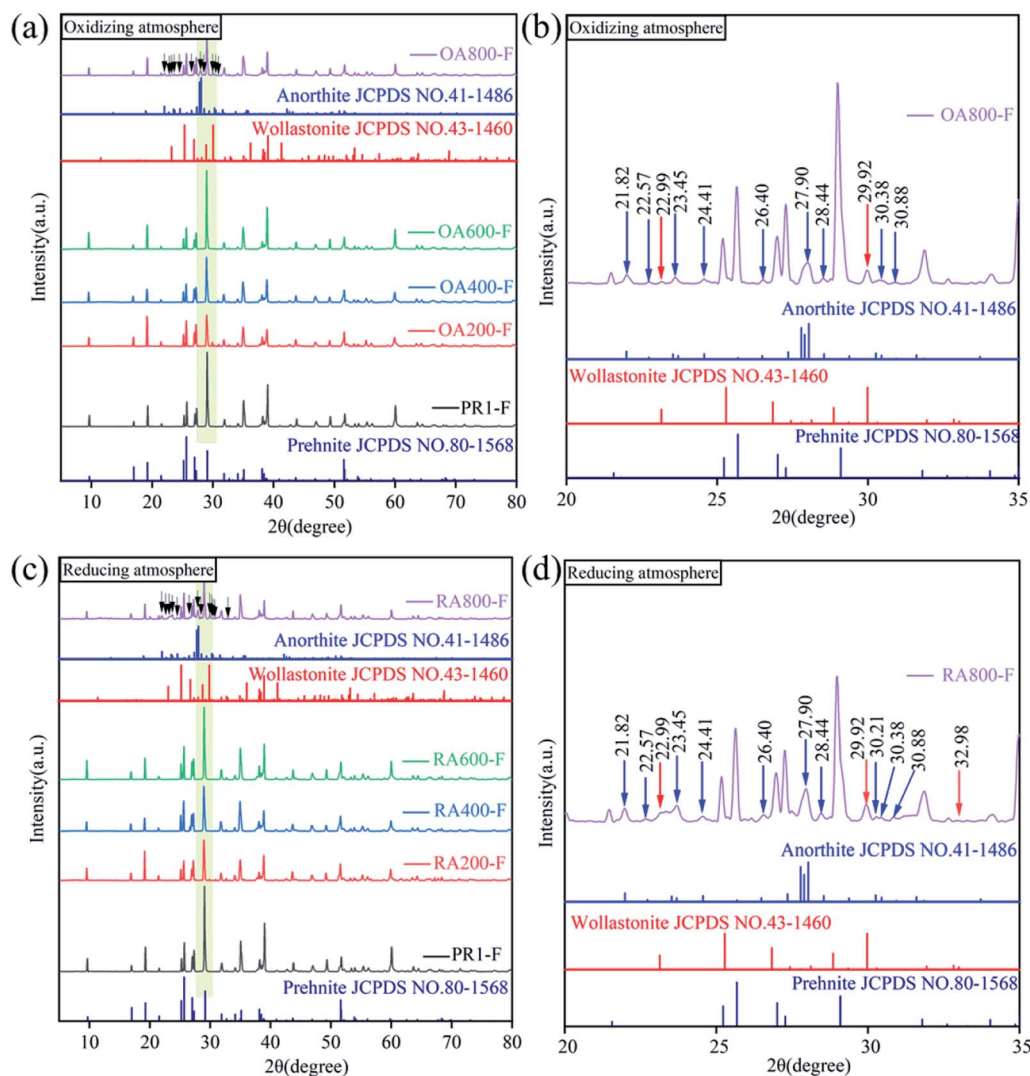 (a)
Oxidizing atmosphere
OA800-F
Anorthite JCPDS NO.41-1486
Wollastonite JCPDS NO.43-1460
OA600-F
OA400-F
OA200-F
PR1-F
Prehnite JCPDS NO.80-1568
Intensity(a.u.)
10 20 30 40 50 60 70 80
2θ(degree)
(b)
Oxidizing atmosphere
OA800-F
21.82
22.57
22.99
23.45
24.41
26.40
27.90
28.44
29.92
30.38
30.88
Anorthite JCPDS NO.41-1486
Wollastonite JCPDS NO.43-1460
Prehnite JCPDS NO.80-1568
Intensity(a.u.)
20 25 30 35
2θ(degree)
(c)
Reducing atmosphere
RA800-F
Anorthite JCPDS NO.41-1486
Wollastonite JCPDS NO.43-1460
RA600-F
RA400-F
RA200-F
PR1-F
Prehnite JCPDS NO.80-1568
Intensity(a.u.)
10 20 30 40 50 60 70 80
2θ(degree)
(d)
Reducing atmosphere
RA800-F
21.82
22.57
22.99
23.45
24.41
26.40
27.90
28.44
29.92
30.21
30.38
30.88
32.98
Anorthite JCPDS NO.41-1486
Wollastonite JCPDS NO.43-1460
Prehnite JCPDS NO.80-1568
Intensity(a.u.)
20 25 30 35
2θ(degree)